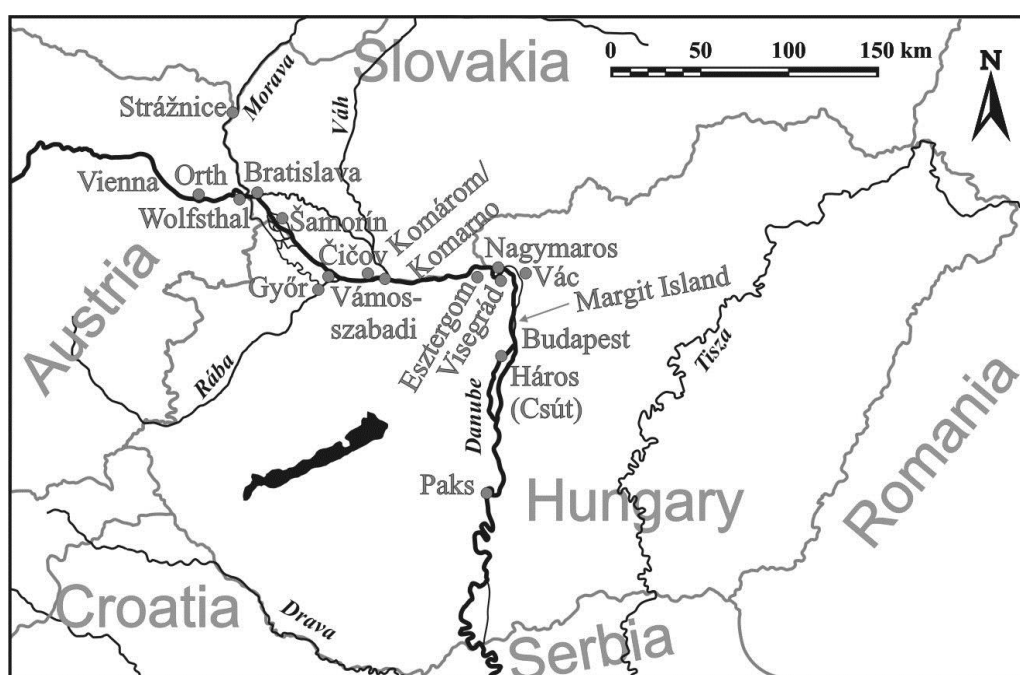 Slovakia
0 50 100 150 km
N
Morava
Strážnice
Váh
Vienna
Orth
Bratislava
Wolfsthal
Šamorín
Komárom/
Komarno
Čičov
Nagymaros
Vác
Győr
Vámos-
szabadi
Esztergom
Visegrád
Margit Island
Austria
Budapest
Rába
Háros
(Csút)
Danube
Tisza
Romania
Paks
Hungary
Croatia
Drava
Serbia